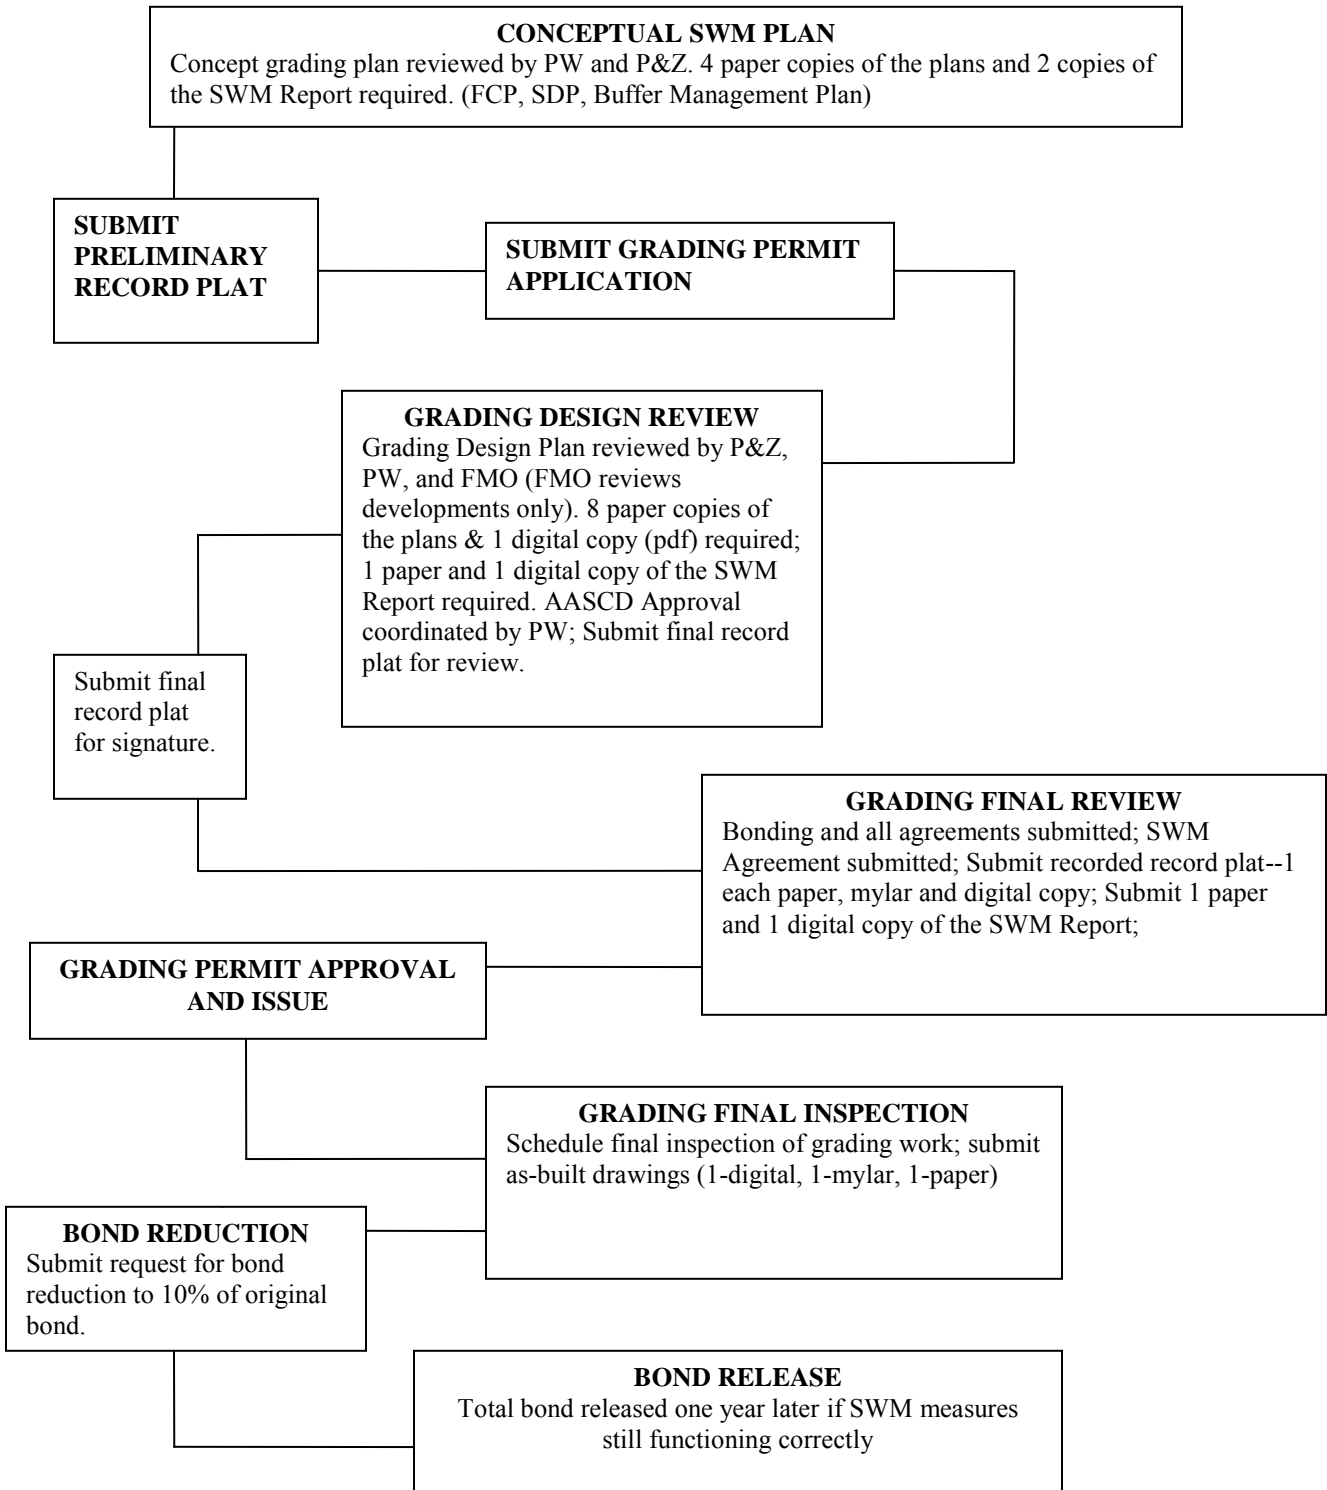 CONCEPTUAL SWM PLAN
Concept grading plan reviewed by PW and P&Z. 4 paper copies of the plans and 2 copies of
the SWM Report required. (FCP, SDP, Buffer Management Plan)
SUBMIT
PRELIMINARY
RECORD PLAT
SUBMIT GRADING PERMIT
APPLICATION
GRADING DESIGN REVIEW
Grading Design Plan reviewed by P&Z,
PW, and FMO (FMO reviews
developments only). 8 paper copies of
the plans & 1 digital copy (pdf) required;
1 paper and 1 digital copy of the SWM
Report required. AASCD Approval
coordinated by PW; Submit final record
plat for review.
Submit final
record plat
for signature.
GRADING FINAL REVIEW
Bonding and all agreements submitted; SWM
Agreement submitted; Submit recorded record plat--1
each paper, mylar and digital copy; Submit 1 paper
and 1 digital copy of the SWM Report;
GRADING PERMIT APPROVAL
AND ISSUE
GRADING FINAL INSPECTION
Schedule final inspection of grading work; submit
as-built drawings (1-digital, 1-mylar, 1-paper)
BOND REDUCTION
Submit request for bond
reduction to 10% of original
bond.
BOND RELEASE
Total bond released one year later if SWM measures
still functioning correctly